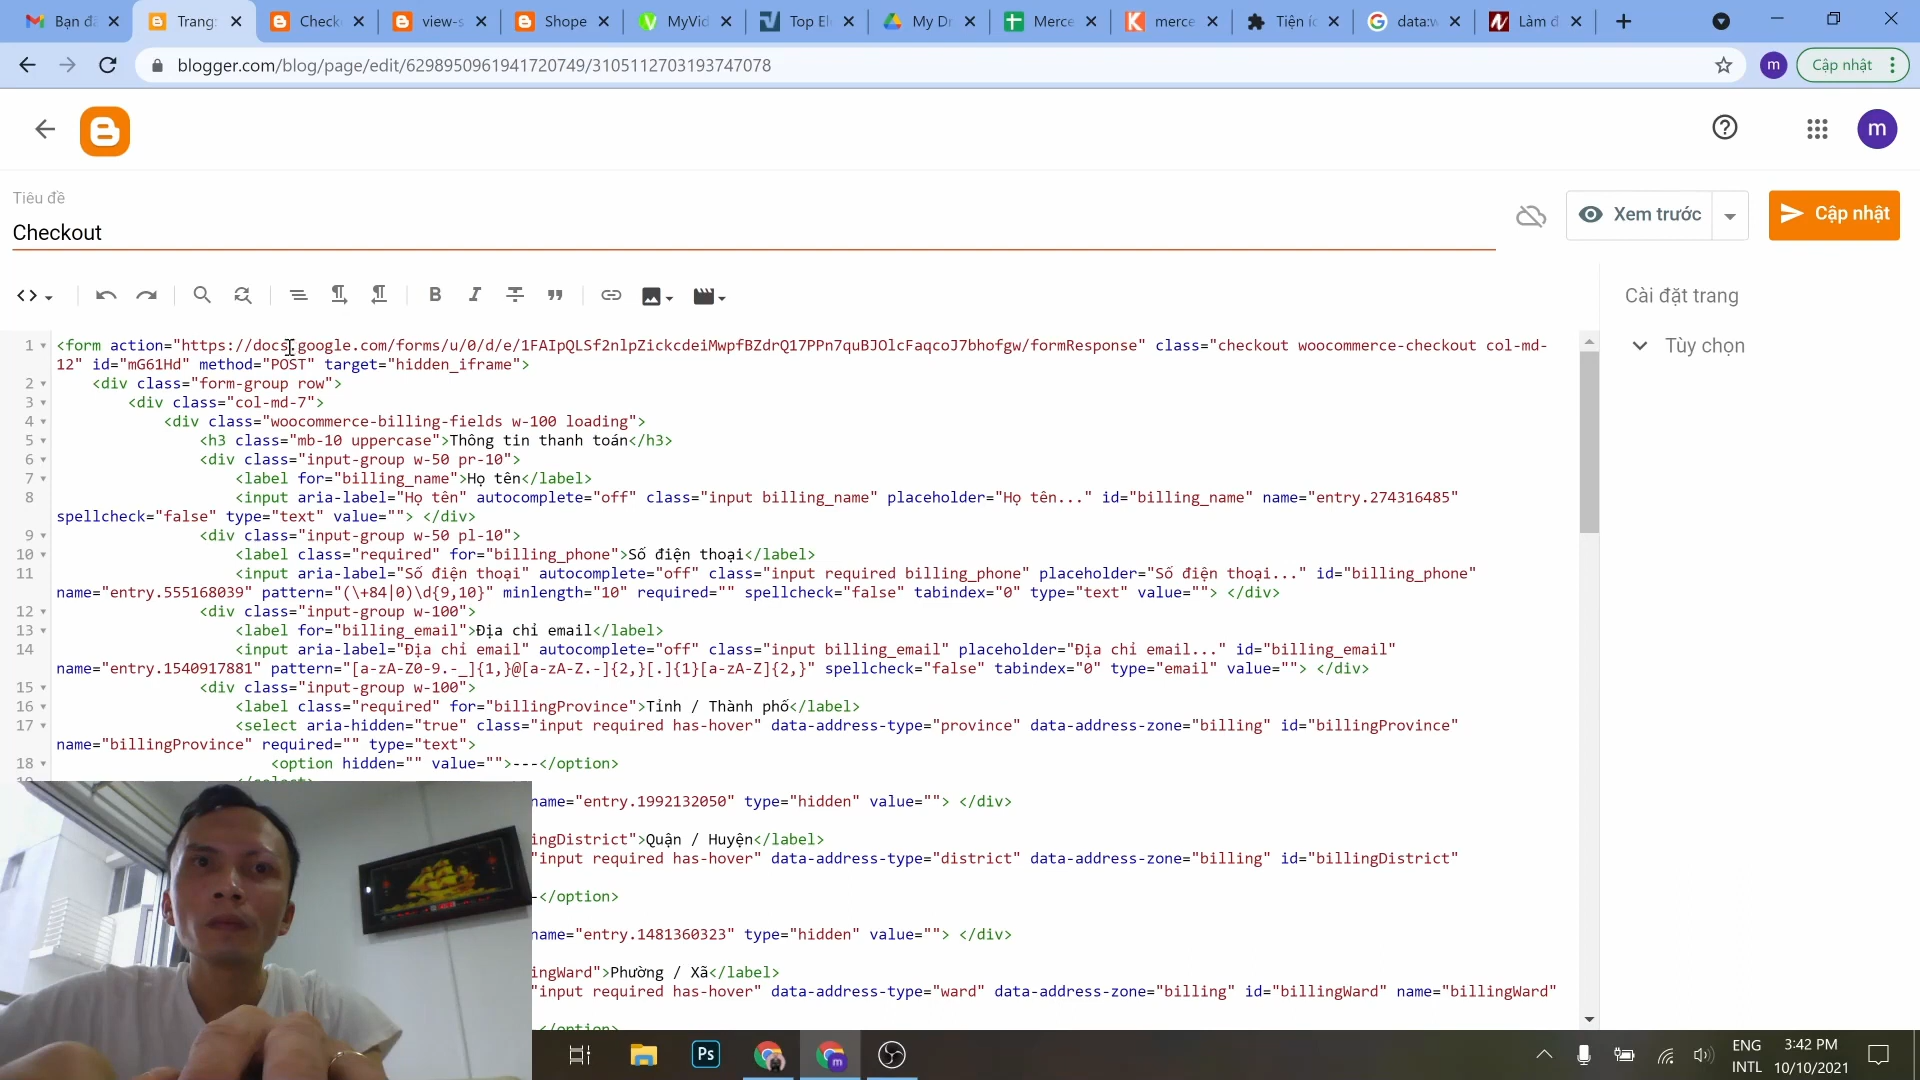 Bạn đã
Trang:
Check
view-s
Shope
MyVid
Top Ele
My Dr
Merce
merce
Tiện íc
data:w
Làm đ
blogger.com/blog/page/edit/6298950961941720749/3105112703193747078
m
Cập nhật
m
Tiêu đề
Checkout
Xem trước
Cập nhật
Cài đặt trang
Tùy chọn
1 <form action="https://docs.google.com/forms/u/0/d/e/1FAIpQLSf2nlpZickcdeiMwpfBZdrQ17PPn7quBJOlcFaqcoJ7bhofgw/formResponse" class="checkout woocommerce-checkout col-md-
12" id="mG61Hd" method="POST" target="hidden_iframe">
2 <div class="form-group row">
3 <div class="col-md-7">
4 <div class="woocommerce-billing-fields w-100 loading">
5 <h3 class="mb-10 uppercase">Thông tin thanh toán</h3>
6 <div class="input-group w-50 pr-10">
7 <label for="billing_name">Họ tên</label>
8 <input aria-label="Họ tên" autocomplete="off" class="input billing_name" placeholder="Họ tên..." id="billing_name" name="entry.274316485"
spellcheck="false" type="text" value=""> </div>
9 <div class="input-group w-50 pl-10">
10 <label class="required" for="billing_phone">Số điện thoại</label>
11 <input aria-label="Số điện thoại" autocomplete="off" class="input required billing_phone" placeholder="Số điện thoại..." id="billing_phone"
name="entry.555168039" pattern="(\+84|0)\d{9,10}" minlength="10" required="" spellcheck="false" tabindex="0" type="text" value=""> </div>
12 <div class="input-group w-100">
13 <label for="billing_email">Địa chỉ email</label>
14 <input aria-label="Địa chỉ email" autocomplete="off" class="input billing_email" placeholder="Địa chỉ email..." id="billing_email"
name="entry.1540917881" pattern="[a-zA-Z0-9.-_]{1,}@[a-zA-Z.-]{2,}[.]{1}[a-zA-Z]{2,}" spellcheck="false" tabindex="0" type="email" value=""> </div>
15 <div class="input-group w-100">
16 <label class="required" for="billingProvince">Tỉnh / Thành phố</label>
17 <select aria-hidden="true" class="input required has-hover" data-address-type="province" data-address-zone="billing" id="billingProvince"
name="billingProvince" required="" type="text">
18 <option hidden="" value="">---</option>
name="entry.1992132050" type="hidden" value=""> </div>
ingDistrict">Quận / Huyện</label>
"input required has-hover" data-address-type="district" data-address-zone="billing" id="billingDistrict"
-</option>
name="entry.1481360323" type="hidden" value=""> </div>
ingWard">Phường / Xã</label>
"input required has-hover" data-address-type="ward" data-address-zone="billing" id="billingWard" name="billingWard"
</option>
Ps
m
ENG
INTL
3:42 PM
10/10/2021